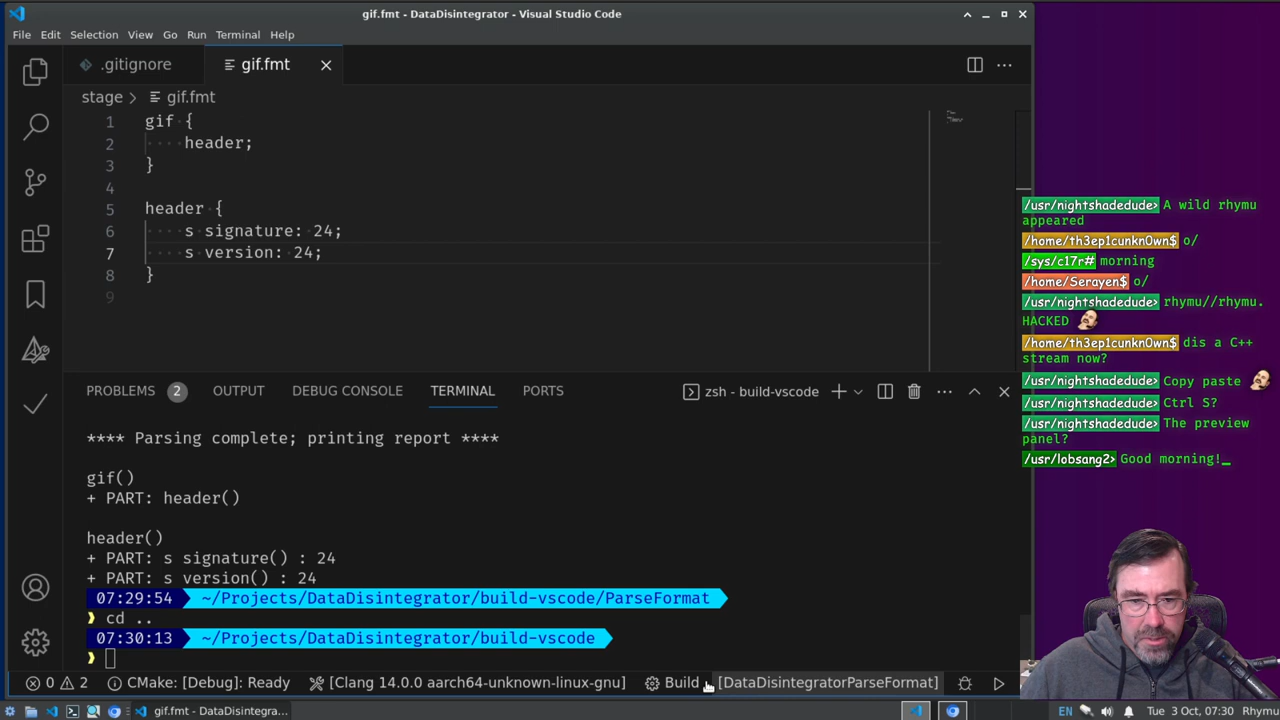 gif.fmt - DataDisintegrator - Visual Studio Code
File Edit Selection View Go Run Terminal Help
.gitignore gif.fmt
stage > gif.fmt
1 gif {
2 ····header;
3 }
4
5 header {
6 ····s signature: 24;
7 ····s version: 24;
8 }
9
PROBLEMS 2 OUTPUT DEBUG CONSOLE TERMINAL PORTS zsh - build-vscode
**** Parsing complete; printing report ****
gif()
+ PART: header()
header()
+ PART: s signature() : 24
+ PART: s version() : 24
07:29:54 ~/Projects/DataDisintegrator/build-vscode/ParseFormat
❯ cd ..
07:30:13 ~/Projects/DataDisintegrator/build-vscode
❯
0 2 CMake: [Debug]: Ready [Clang 14.0.0 aarch64-unknown-linux-gnu] Build [DataDisintegratorParseFormat]
gif.fmt - DataDisintegra... EN Tue 3 Oct, 07:30 Rhymu
/usr/nightshadedude> A wild rhymu
appeared
/home/th3ep1cunkn0wn$ o/
/sys/c17r# morning
/home/Serayen$ o/
/usr/nightshadedude> rhymu//rhymu.
HACKED
/home/th3ep1cunkn0wn$ dis a C++
stream now?
/usr/nightshadedude> Copy paste
/usr/nightshadedude> Ctrl S?
/usr/nightshadedude> The preview
panel?
/usr/lobsang2> Good morning!_